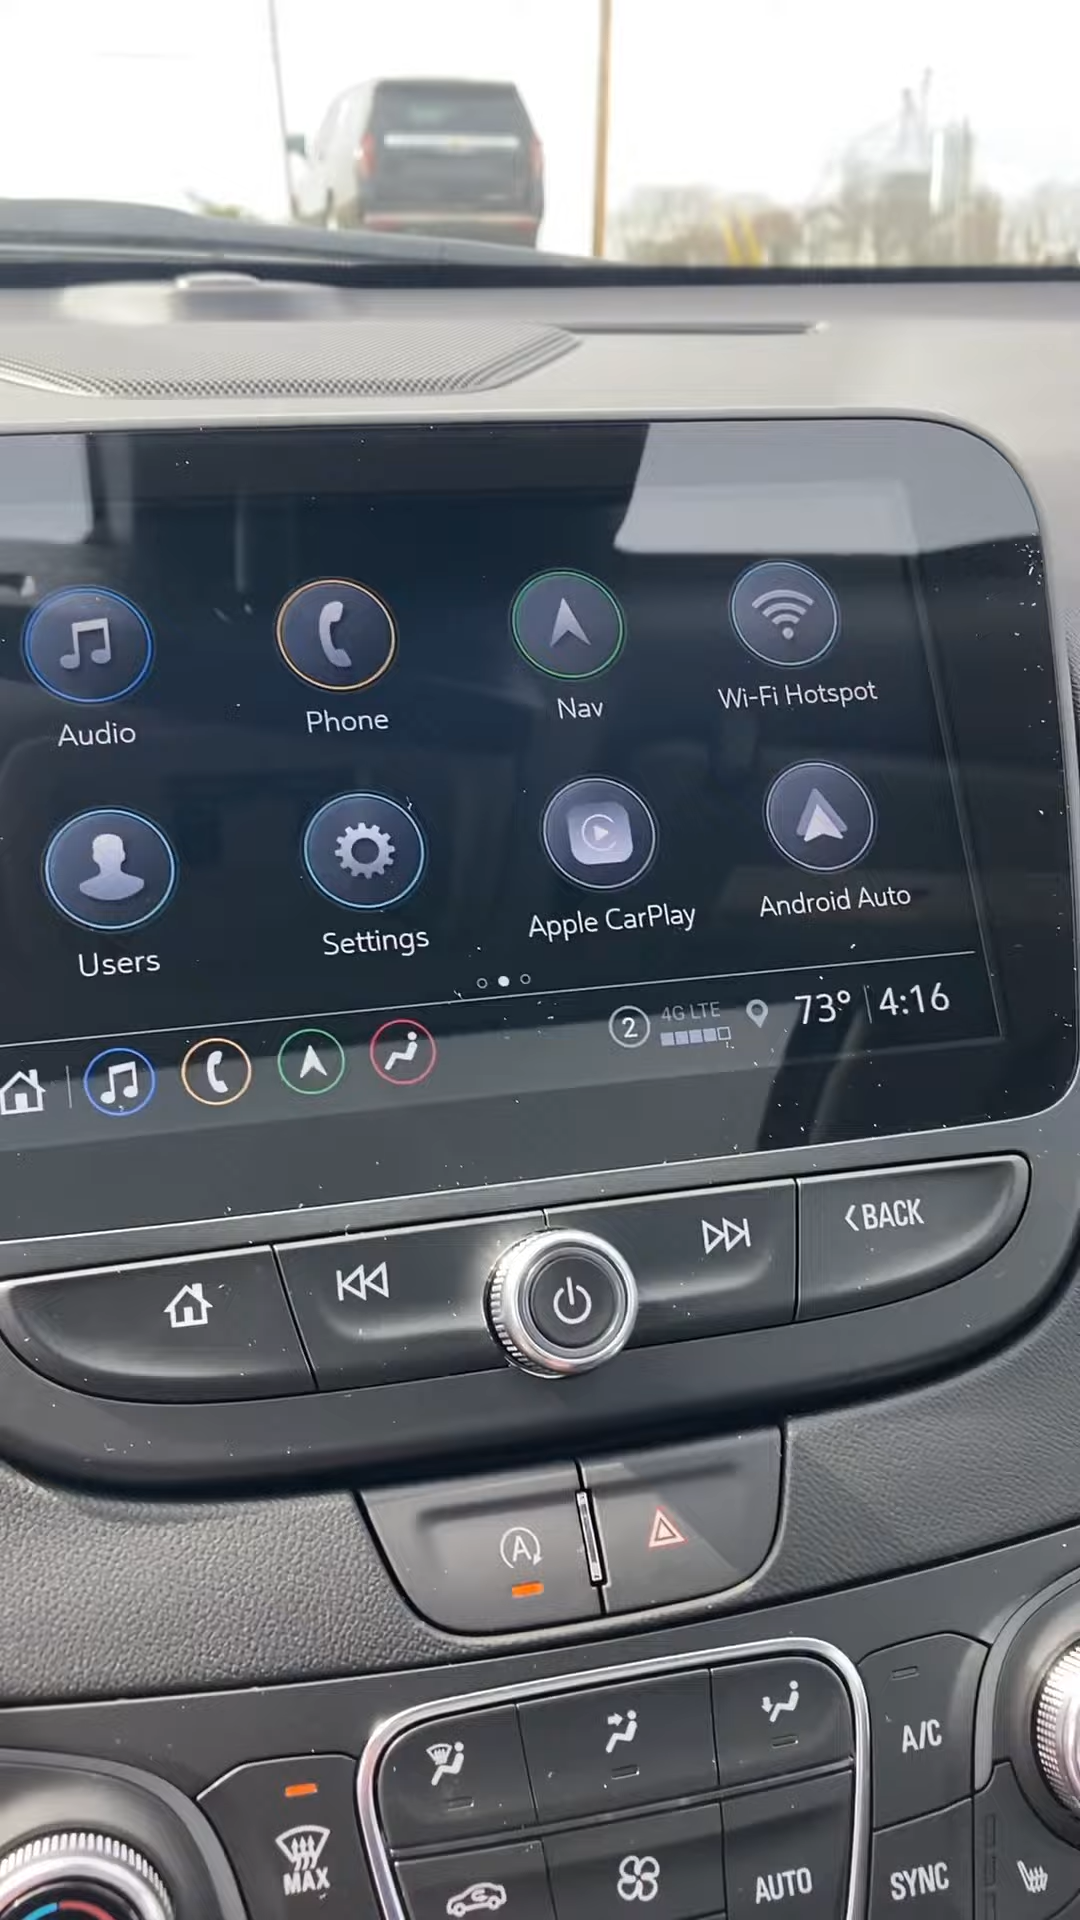 Audio
Phone
Nav
Wi-Fi Hotspot
Users
Settings
Apple CarPlay
Android Auto
2
4G LTE
73° 4:16
<BACK
A
A/C
MAX
AUTO
SYNC